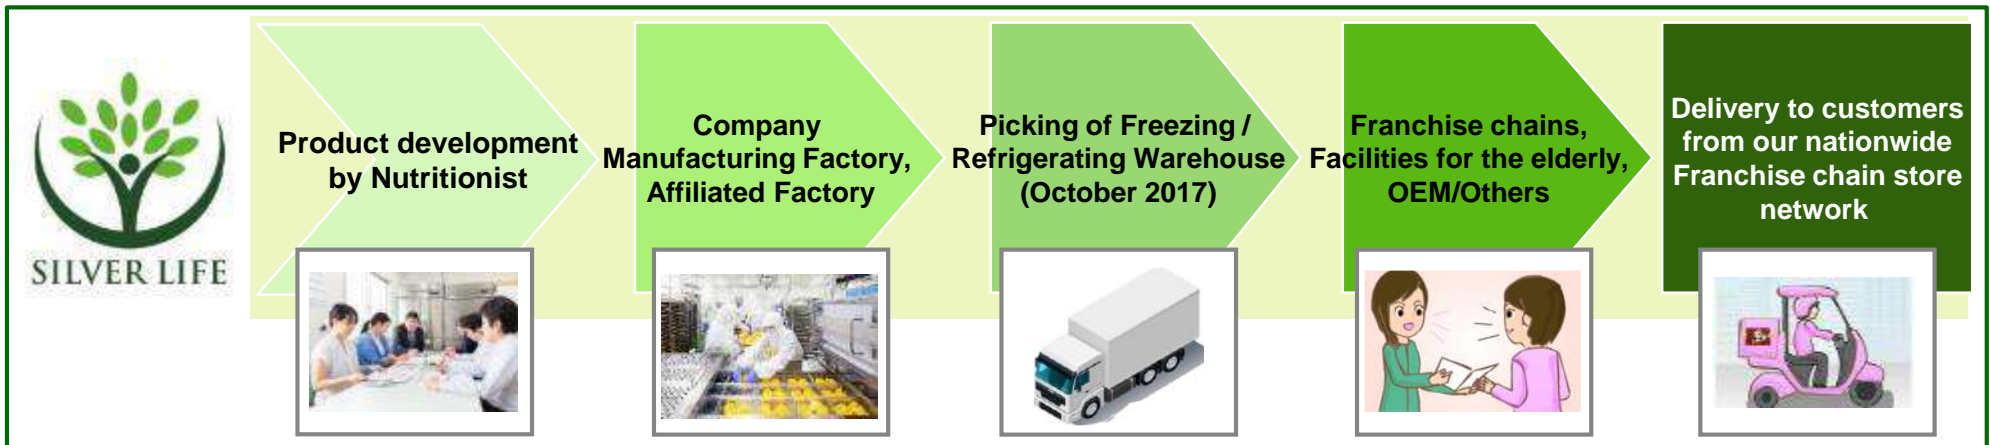 SILVER LIFE
Product development
by Nutritionist
Company
Manufacturing Factory,
Affiliated Factory
Picking of Freezing /
Refrigerating Warehouse
(October 2017)
Franchise chains,
Facilities for the elderly,
OEM/Others
Delivery to customers
from our nationwide
Franchise chain store
network